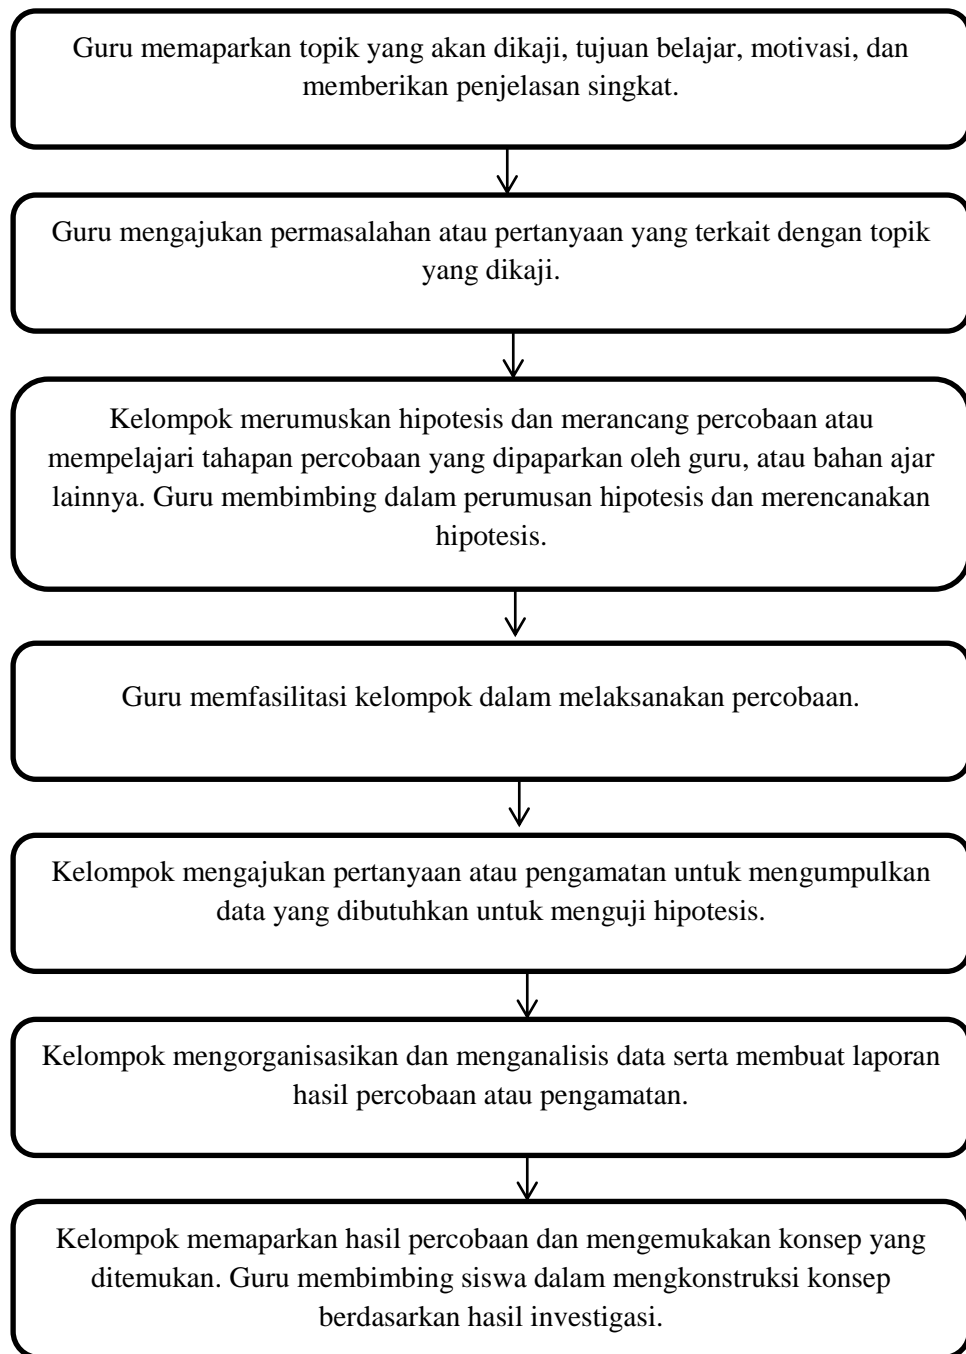 Guru memaparkan topik yang akan dikaji, tujuan belajar, motivasi, dan
memberikan penjelasan singkat.
Guru mengajukan permasalahan atau pertanyaan yang terkait dengan topik
yang dikaji.
Kelompok merumuskan hipotesis dan merancang percobaan atau
mempelajari tahapan percobaan yang dipaparkan oleh guru, atau bahan ajar
lainnya. Guru membimbing dalam perumusan hipotesis dan merencanakan
hipotesis.
Guru memfasilitasi kelompok dalam melaksanakan percobaan.
Kelompok mengajukan pertanyaan atau pengamatan untuk mengumpulkan
data yang dibutuhkan untuk menguji hipotesis.
Kelompok mengorganisasikan dan menganalisis data serta membuat laporan
hasil percobaan atau pengamatan.
Kelompok memaparkan hasil percobaan dan mengemukakan konsep yang
ditemukan. Guru membimbing siswa dalam mengkonstruksi konsep
berdasarkan hasil investigasi.